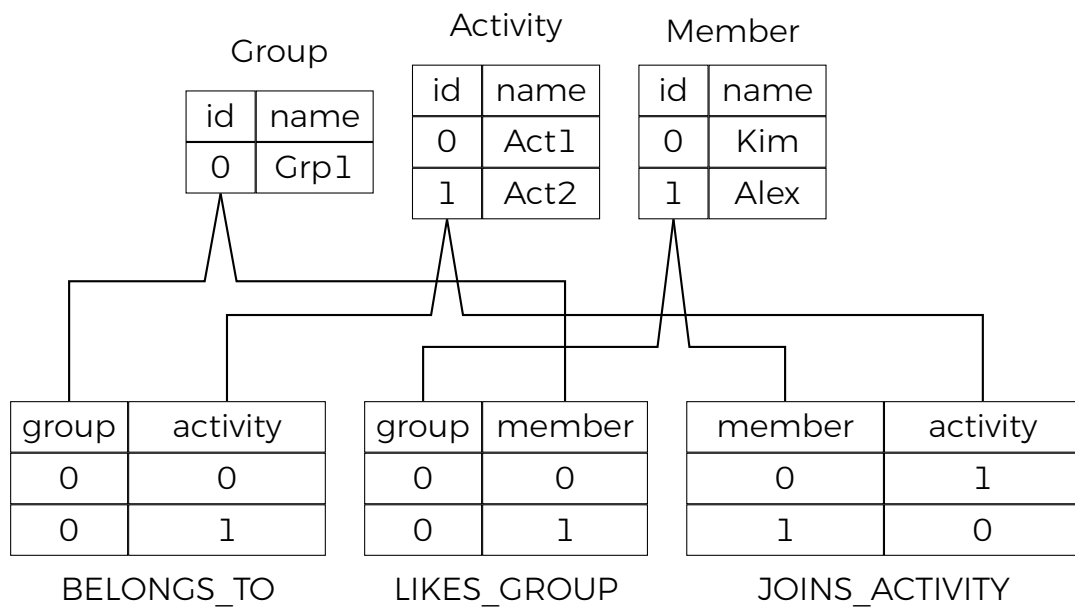 Group
id name
0 Grp1
Activity
id name
0 Act1
1 Act2
Member
id name
0 Kim
1 Alex
group activity
0 0
0 1
BELONGS_TO
group member
0 0
0 1
LIKES_GROUP
member activity
0 1
1 0
JOINS_ACTIVITY